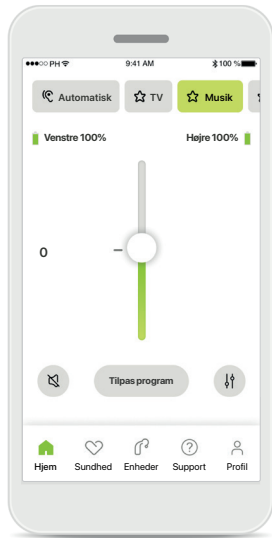 PH 9:41 AM 100 %
Automatisk TV Musik
Venstre 100% Højre 100%
0
Tilpas program
Hjem Sundhed Enheder Support Profil